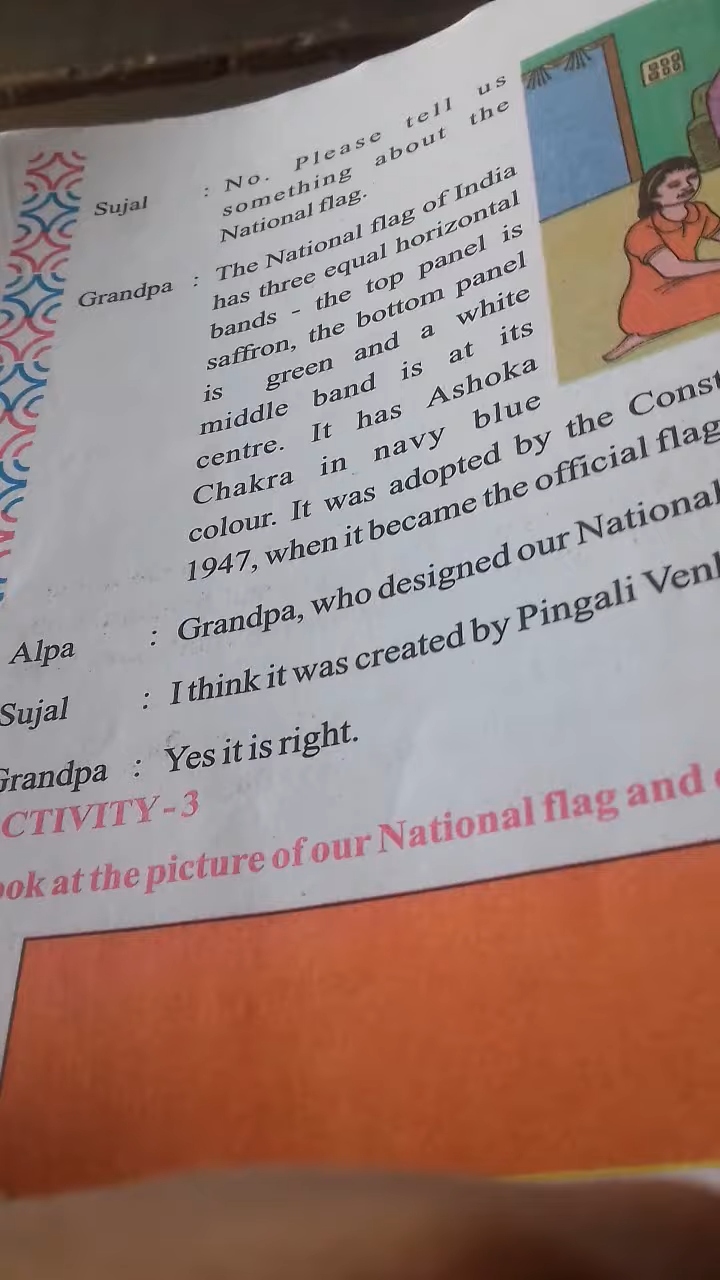 Sujal : No. Please tell us
something about the
National flag.
Grandpa : The National flag of India
has three equal horizontal
bands - the top panel is
saffron, the bottom panel
is green and a white
middle band is at its
centre. It has Ashoka
Chakra in navy blue
colour. It was adopted by the Const
1947, when it became the official flag
Alpa : Grandpa, who designed our National
Sujal : I think it was created by Pingali Ven
Grandpa : Yes it is right.
CTIVITY - 3
ook at the picture of our National flag and